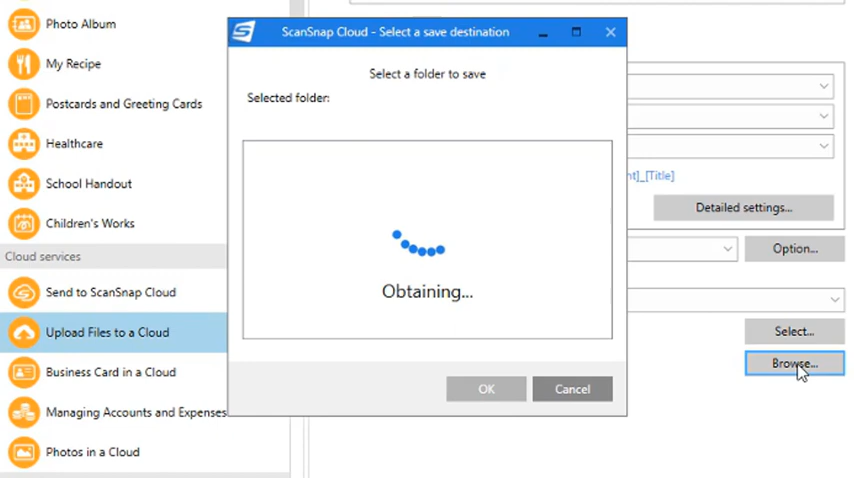 Photo Album
My Recipe
Postcards and Greeting Cards
Healthcare
School Handout
Children's Works
Cloud services
Send to ScanSnap Cloud
Upload Files to a Cloud
Business Card in a Cloud
Managing Accounts and Expenses
Photos in a Cloud
ScanSnap Cloud - Select a save destination
Select a folder to save
Selected folder:
Obtaining...
OK
Cancel
nt]_[Title]
Detailed settings...
Option...
Select...
Browse...